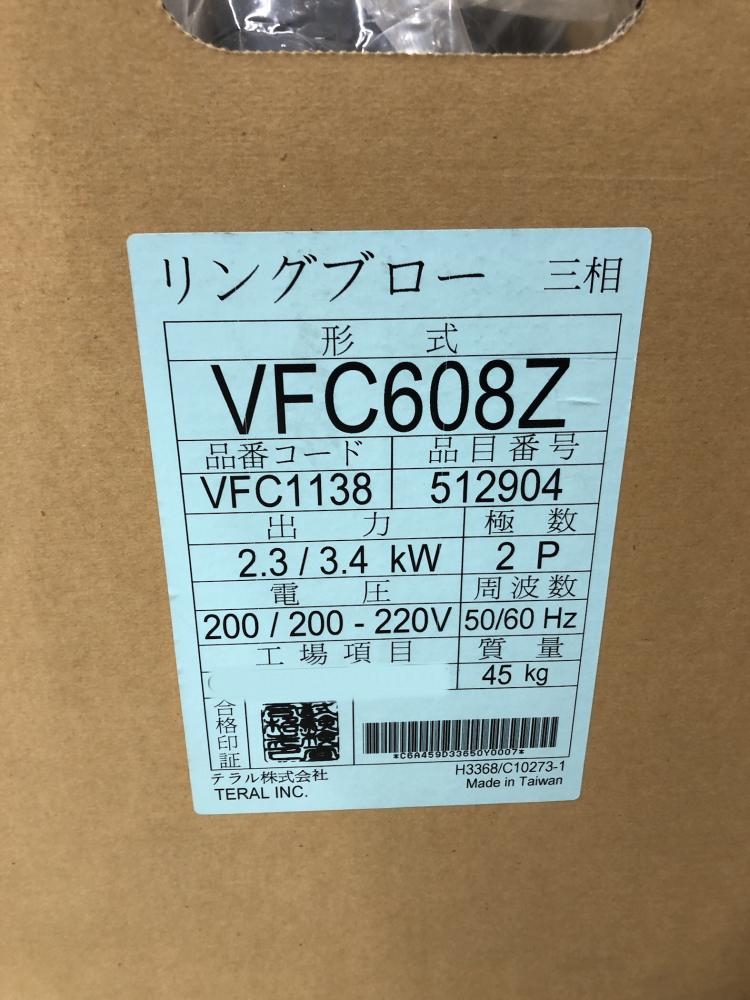 リングブロー 三相
形 式
VFC608Z
品番コード 品目番号
VFC1138 512904
出 力 極 数
2.3 / 3.4 kW 2 P
電 圧 周波数
200 / 200 - 220V 50/60 Hz
工場項目 質 量
45 kg
合格印証
*C6A459D33650Y0007*
テラル株式会社 H3368/C10273-1
TERAL INC. Made in Taiwan